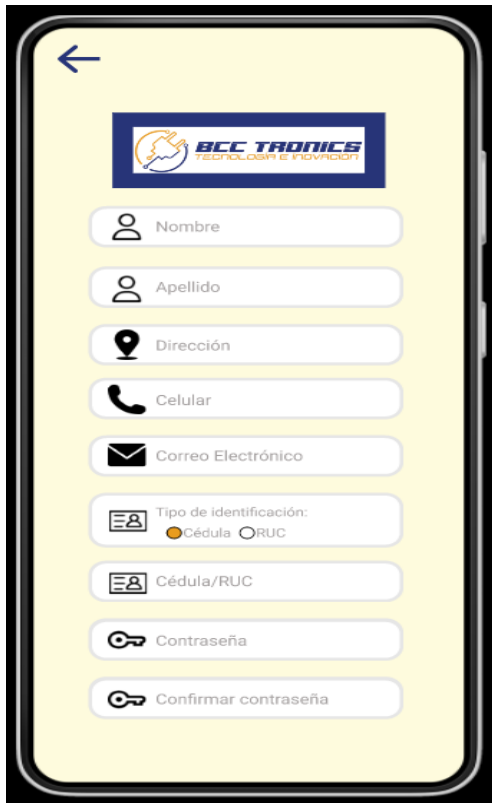 BCC TRONICS
TECNOLOGIA E INOVACION
Nombre
Apellido
Dirección
Celular
Correo Electrónico
Tipo de identificación:
Cédula RUC
Cédula/RUC
Contraseña
Confirmar contraseña